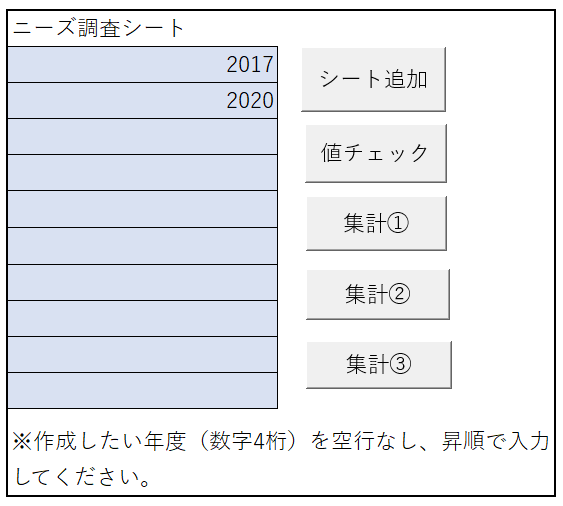 ニーズ調査シート
2017
シート追加
2020
値チェック
集計①
集計②
集計③
※作成したい年度（数字4桁）を空行なし、昇順で入力
してください。